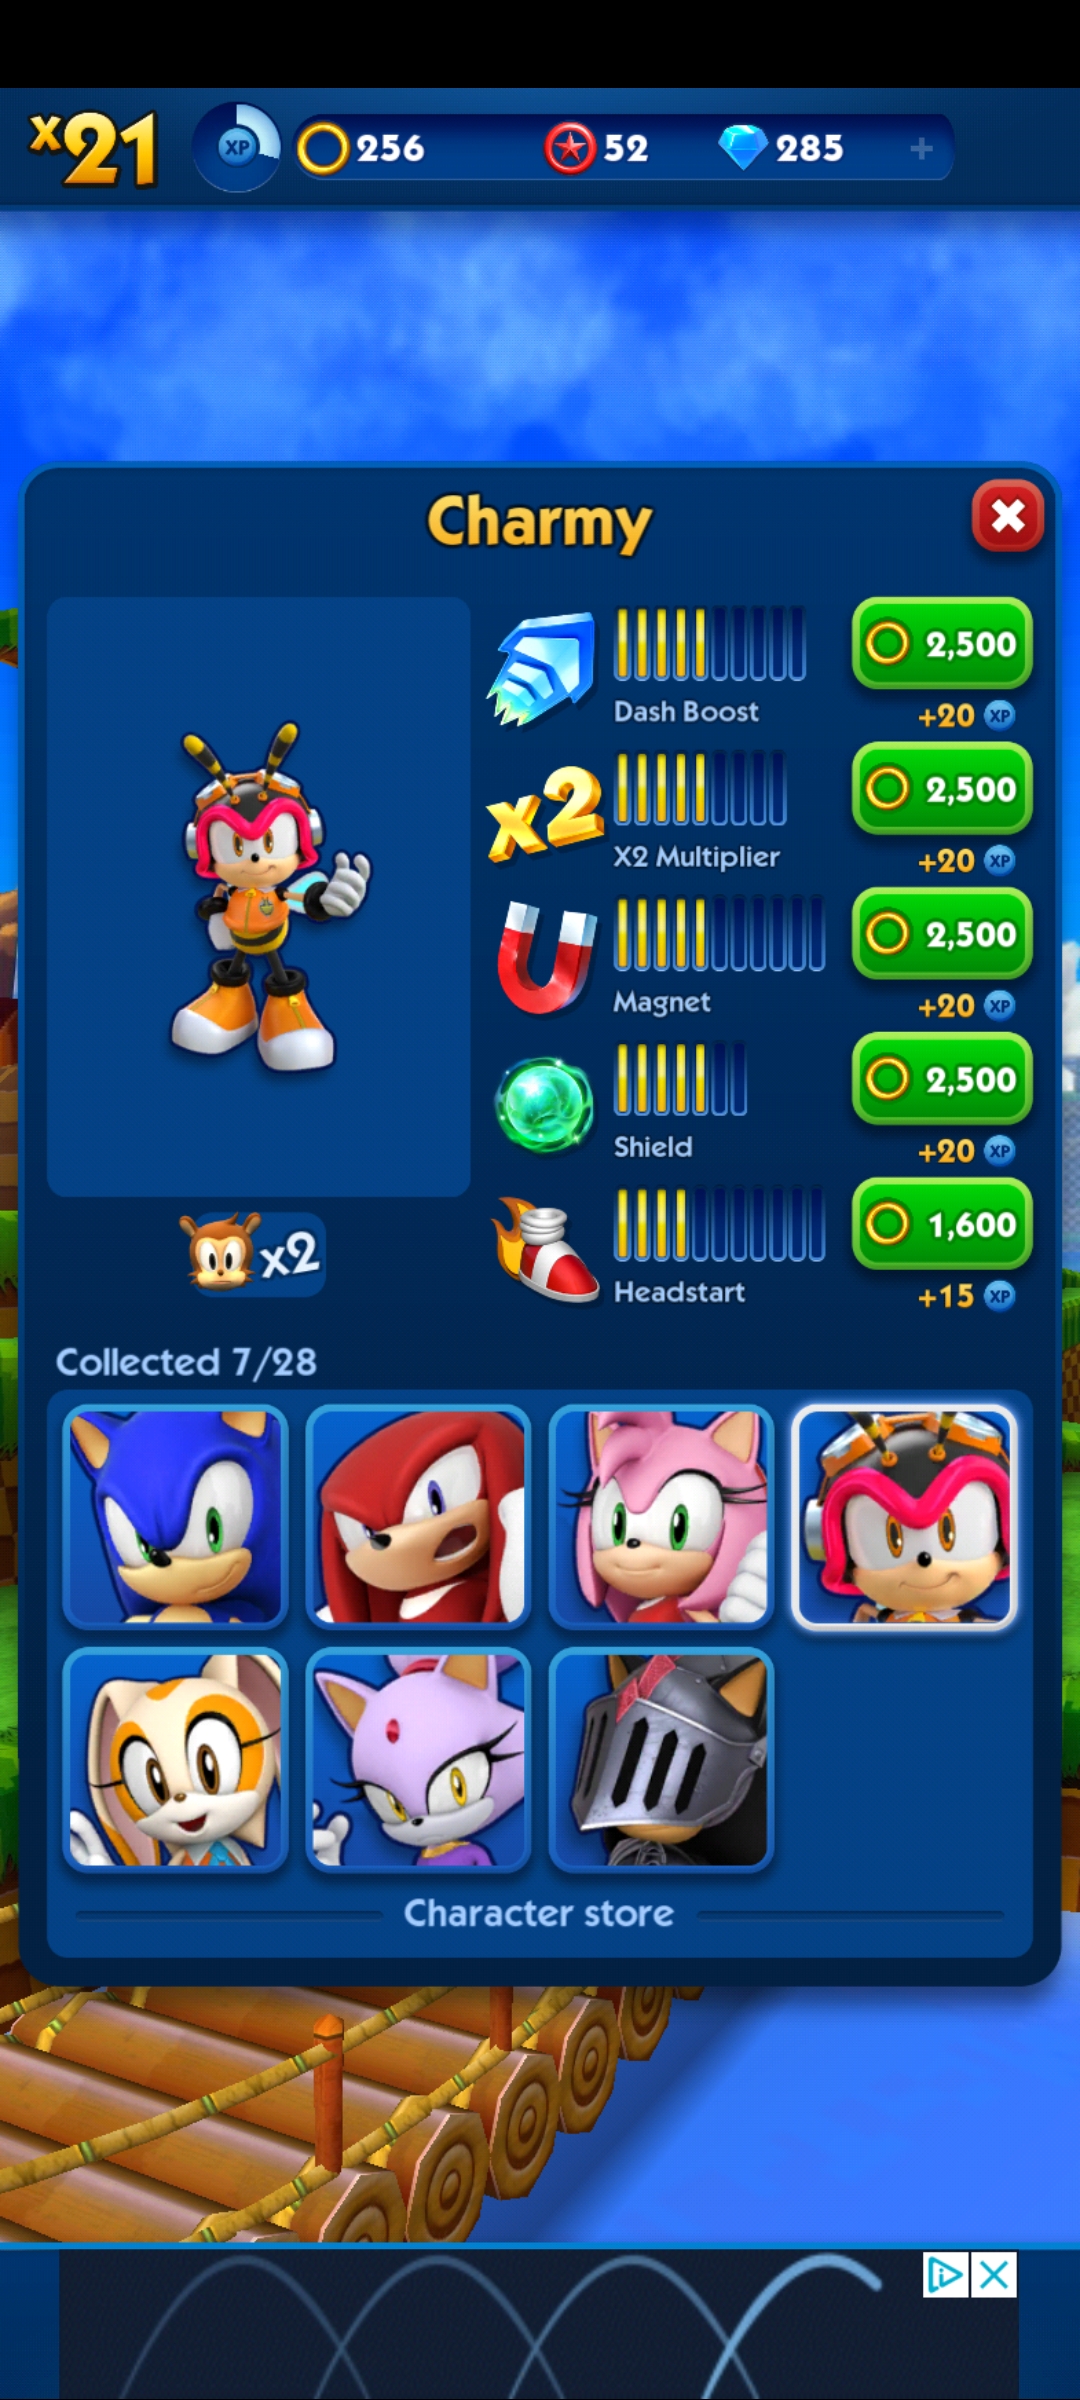 x21 XP 256 52 285 +
Charmy
2,500
Dash Boost
+20 XP
x2 2,500
X2 Multiplier
+20 XP
2,500
Magnet
+20 XP
2,500
Shield
+20 XP
x2
1,600
Headstart
+15 XP
Collected 7/28
Character store